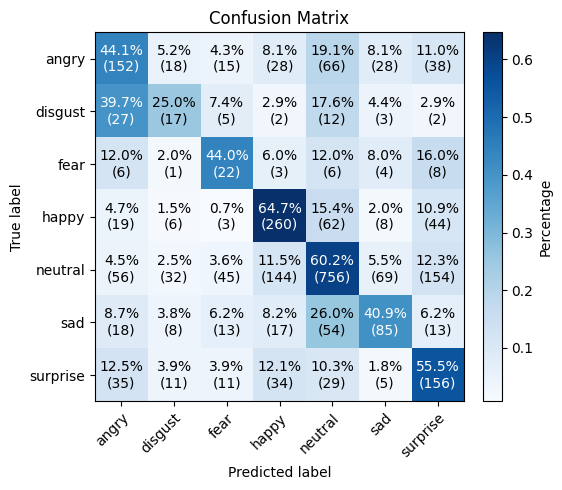 Confusion Matrix
angry 44.1% 5.2% 4.3% 8.1% 19.1% 8.1% 11.0%
(152) (18) (15) (28) (66) (28) (38)
disgust 39.7% 25.0% 7.4% 2.9% 17.6% 4.4% 2.9%
(27) (17) (5) (2) (12) (3) (2)
fear 12.0% 2.0% 44.0% 6.0% 12.0% 8.0% 16.0%
(6) (1) (22) (3) (6) (4) (8)
happy 4.7% 1.5% 0.7% 64.7% 15.4% 2.0% 10.9%
(19) (6) (3) (260) (62) (8) (44)
neutral 4.5% 2.5% 3.6% 11.5% 60.2% 5.5% 12.3%
(56) (32) (45) (144) (756) (69) (154)
sad 8.7% 3.8% 6.2% 8.2% 26.0% 40.9% 6.2%
(18) (8) (13) (17) (54) (85) (13)
surprise 12.5% 3.9% 3.9% 12.1% 10.3% 1.8% 55.5%
(35) (11) (11) (34) (29) (5) (156)
angry disgust fear happy neutral sad surprise
Predicted label
True label
0.6
0.5
0.4
0.3
0.2
0.1
Percentage